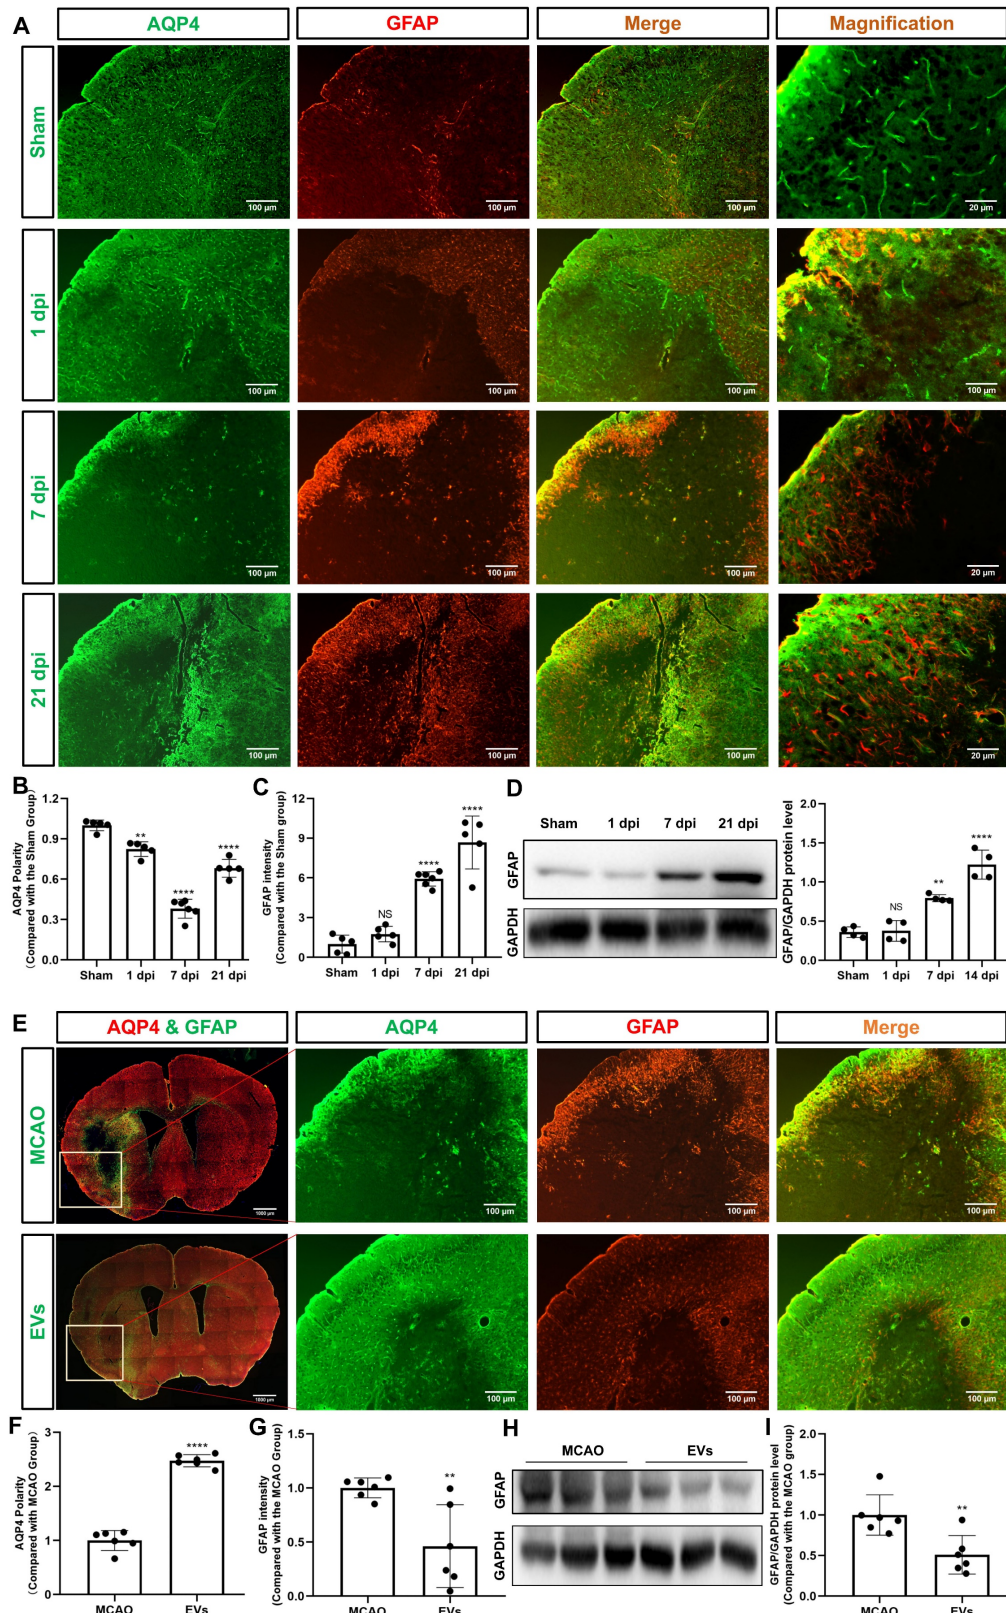 A
AQP4
GFAP
Merge
Magnification
Sham
100 μm
100 μm
100 μm
20 μm
1 dpi
100 μm
100 μm
100 μm
100 μm
7 dpi
100 μm
100 μm
100 μm
20 μm
21 dpi
100 μm
100 μm
100 μm
20 μm
B
AQP4 Polarity
(Compared with the Sham Group)
1.2
0.9
0.6
0.3
0.0
**
****
****
Sham 1 dpi 7 dpi 21 dpi
C
GFAP intensity
(Compared with the Sham group)
12
9
6
3
0
NS
****
****
Sham 1 dpi 7 dpi 21 dpi
D
Sham 1 dpi 7 dpi 21 dpi
GFAP
GAPDH
GFAP/GAPDH protein level
2.0
1.5
1.0
0.5
0.0
NS
**
****
Sham 1 dpi 7 dpi 14 dpi
E
AQP4 & GFAP
AQP4
GFAP
Merge
MCAO
1000 μm
100 μm
100 μm
100 μm
EVs
1000 μm
100 μm
100 μm
100 μm
F
AQP4 Polarity
(Compared with MCAO Group)
3
2
1
0
****
MCAO EVs
G
GFAP intensity
(Compared with the MCAO Group)
1.5
1.0
0.5
0.0
**
MCAO EVs
H
MCAO EVs
GFAP
GAPDH
I
GFAP/GAPDH protein level
(Compared with the MCAO group)
2.0
1.5
1.0
0.5
0.0
**
MCAO EVs